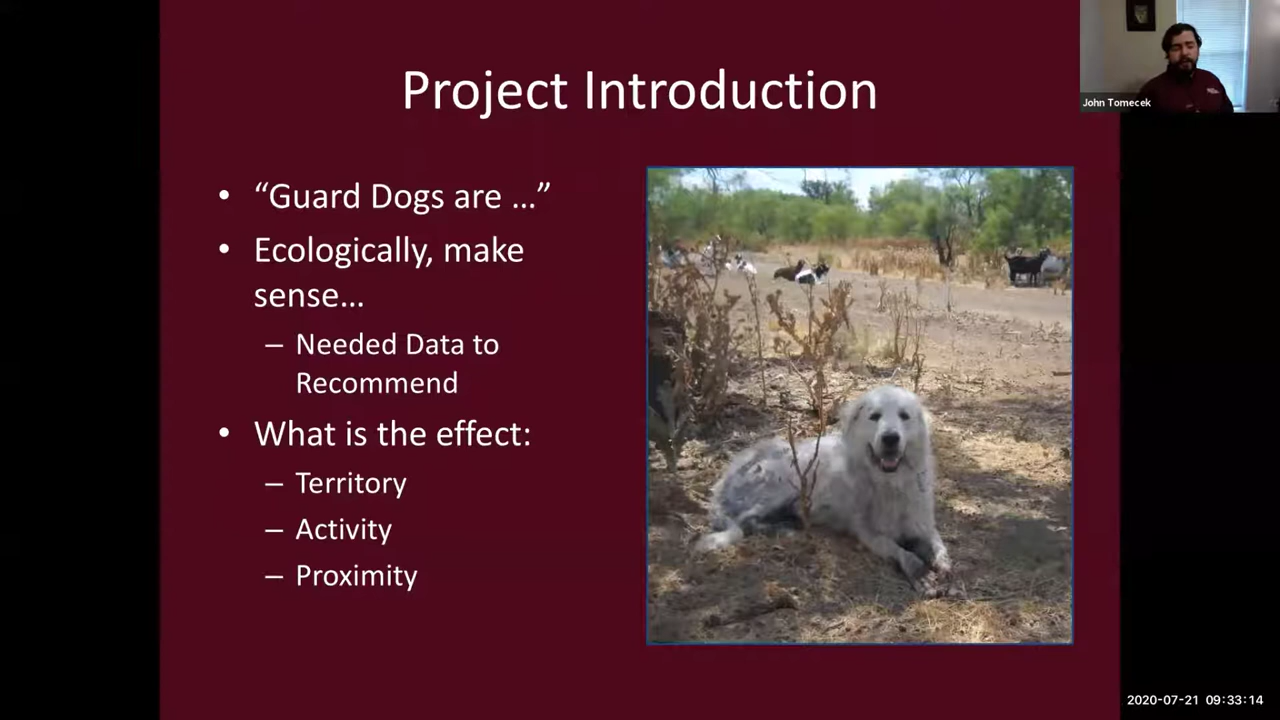 Project Introduction
John Tomecek
• “Guard Dogs are …”
• Ecologically, make
sense…
– Needed Data to
Recommend
• What is the effect:
– Territory
– Activity
– Proximity
2020-07-21 09:33:14